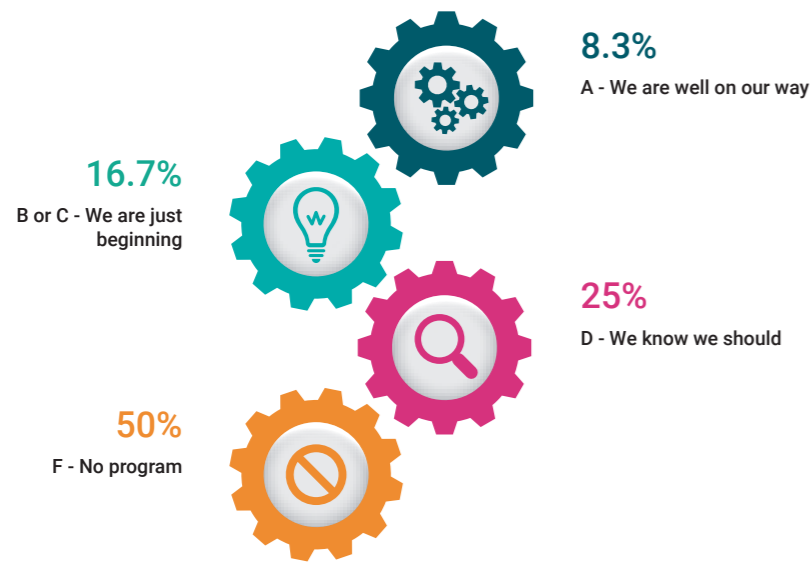 8.3%
A - We are well on our way
16.7%
B or C - We are just
beginning
25%
D - We know we should
50%
F - No program